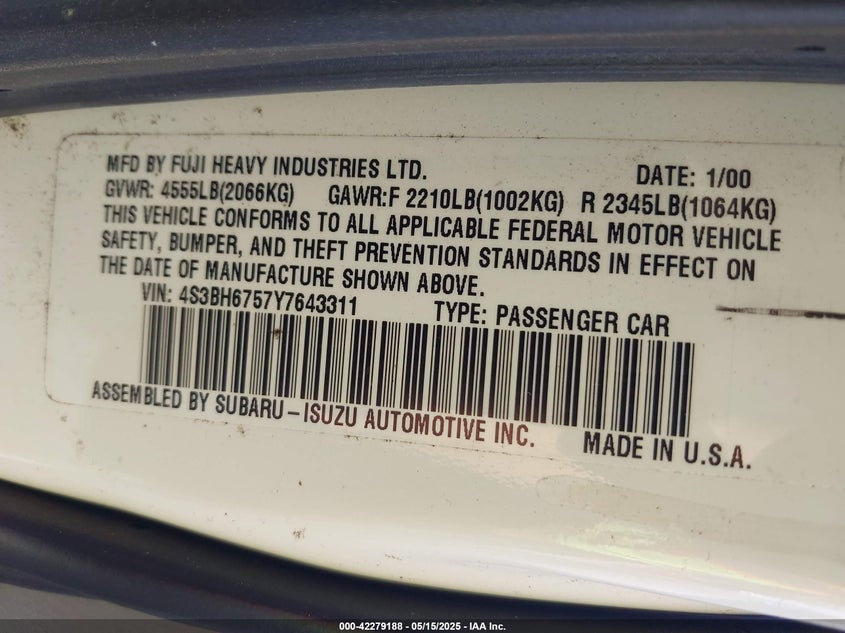 MFD BY FUJI HEAVY INDUSTRIES LTD. DATE: 1/00
GVWR: 4555LB(2066KG) GAWR:F 2210LB(1002KG) R 2345LB(1064KG)
THIS VEHICLE CONFORMS TO ALL APPLICABLE FEDERAL MOTOR VEHICLE
SAFETY, BUMPER, AND THEFT PREVENTION STANDARDS IN EFFECT ON
THE DATE OF MANUFACTURE SHOWN ABOVE.
VIN: 4S3BH6757Y7643311 TYPE: PASSENGER CAR
ASSEMBLED BY SUBARU-ISUZU AUTOMOTIVE INC. MADE IN U.S.A.
000-42279188 - 05/15/2025 - IAA Inc.